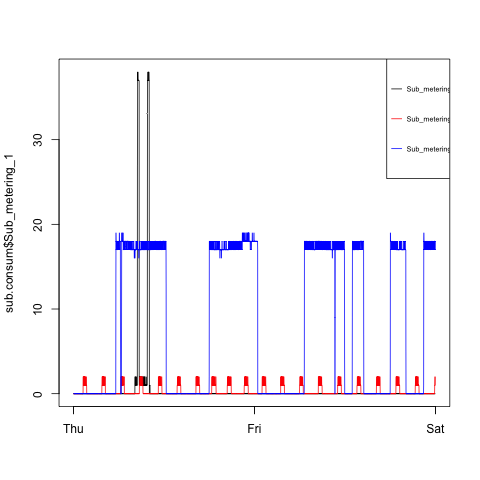 sub.consum$Sub_metering_1
30
20
10
0
Thu
Fri
Sat
Sub_metering
Sub_metering
Sub_metering